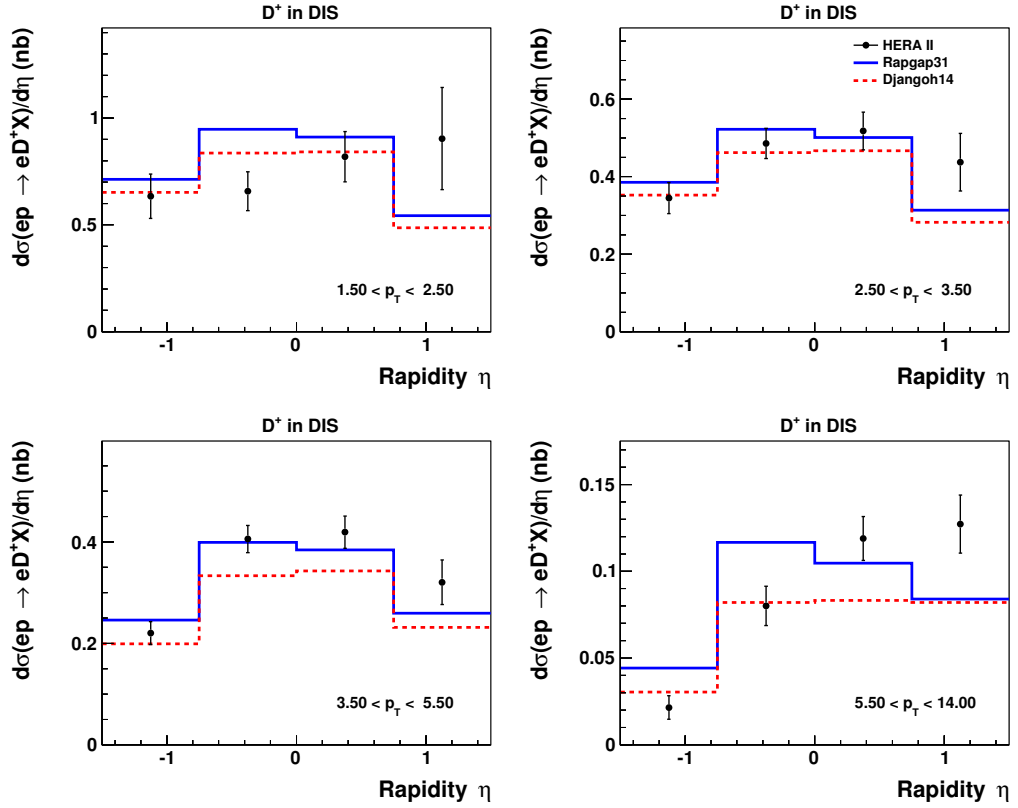 D⁺ in DIS
dσ(ep → eD⁺X)/dη (nb)
1
0.5
0
1.50 < p_T < 2.50
-1 0 1
Rapidity η
D⁺ in DIS
dσ(ep → eD⁺X)/dη (nb)
HERA II
Rapgap31
Djangoh14
0.6
0.4
0.2
0
2.50 < p_T < 3.50
-1 0 1
Rapidity η
D⁺ in DIS
dσ(ep → eD⁺X)/dη (nb)
0.4
0.2
0
3.50 < p_T < 5.50
-1 0 1
Rapidity η
D⁺ in DIS
dσ(ep → eD⁺X)/dη (nb)
0.15
0.1
0.05
0
5.50 < p_T < 14.00
-1 0 1
Rapidity η